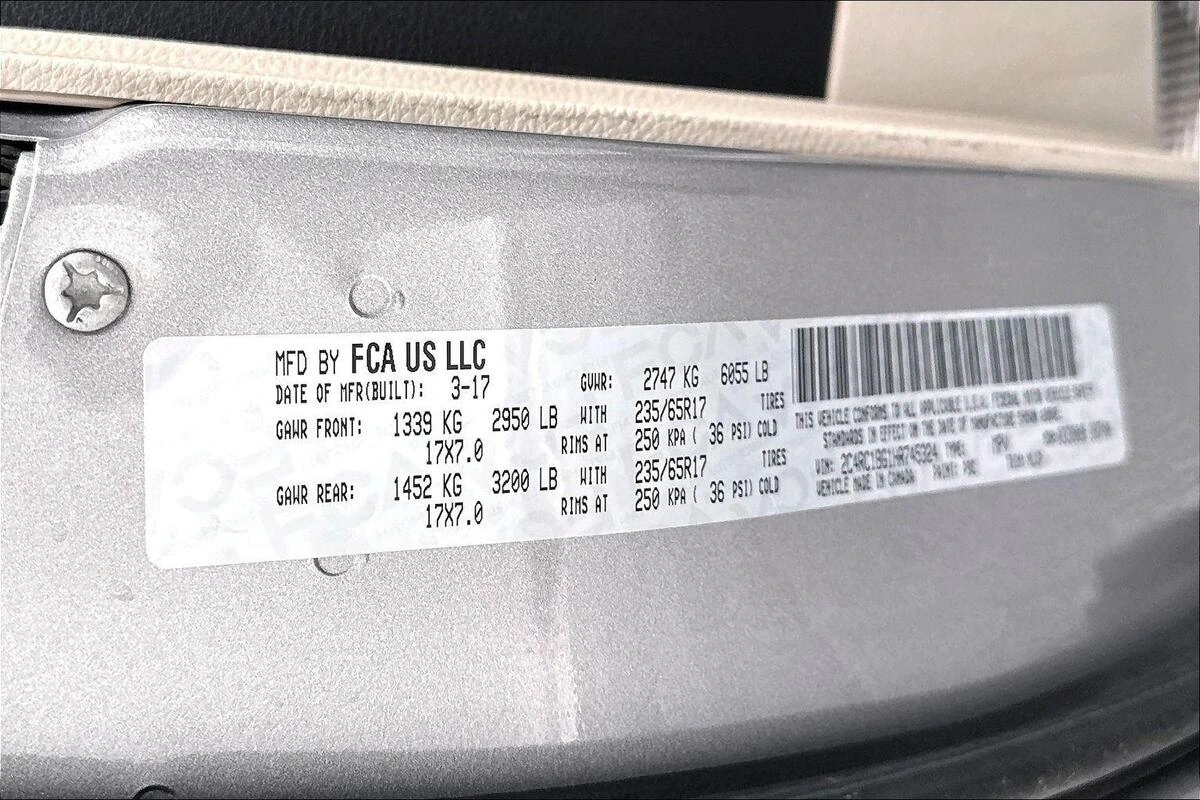 MFD BY FCA US LLC
DATE OF MFR(BUILT): 3-17 GVWR: 2747 KG 6055 LB
GAWR FRONT: 1339 KG 2950 LB WITH 235/65R17 TIRES
17X7.0 RIMS AT 250 KPA ( 36 PSI) COLD
GAWR REAR: 1452 KG 3200 LB WITH 235/65R17 TIRES
17X7.0 RIMS AT 250 KPA ( 36 PSI) COLD
THIS VEHICLE CONFORMS TO ALL APPLICABLE U.S.A. FEDERAL MOTOR VEHICLE SAFETY
STANDARDS IN EFFECT ON THE DATE OF MANUFACTURE SHOWN ABOVE.
VIN: TYPE: MPV
VEHICLE MADE IN CANADA PAINT: